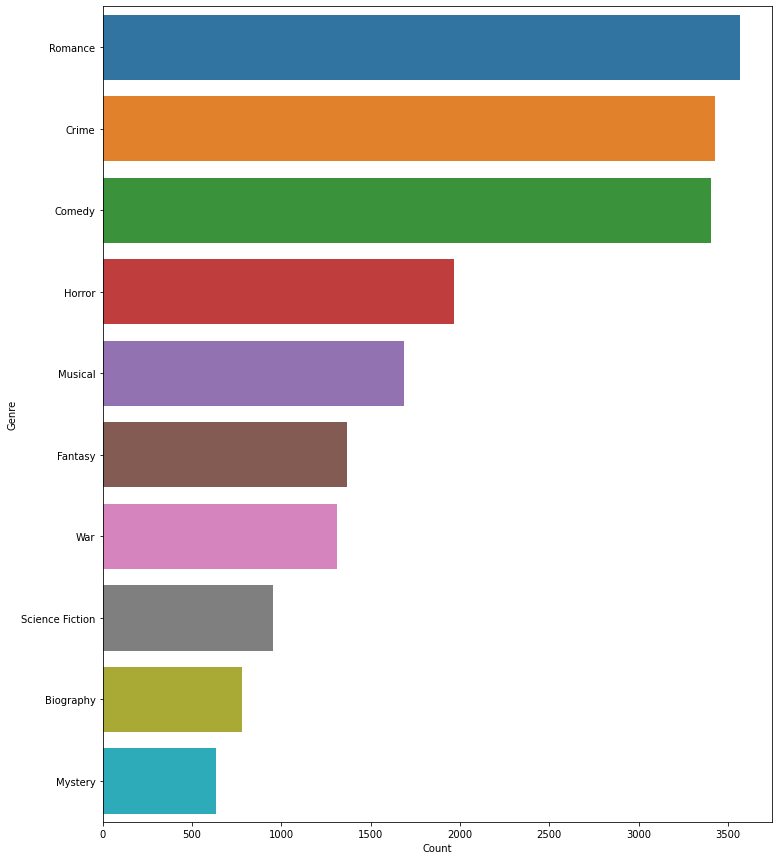 Romance
Crime
Comedy
Horror
Musical
Genre
Fantasy
War
Science Fiction
Biography
Mystery
0 500 1000 1500 2000 2500 3000 3500
Count